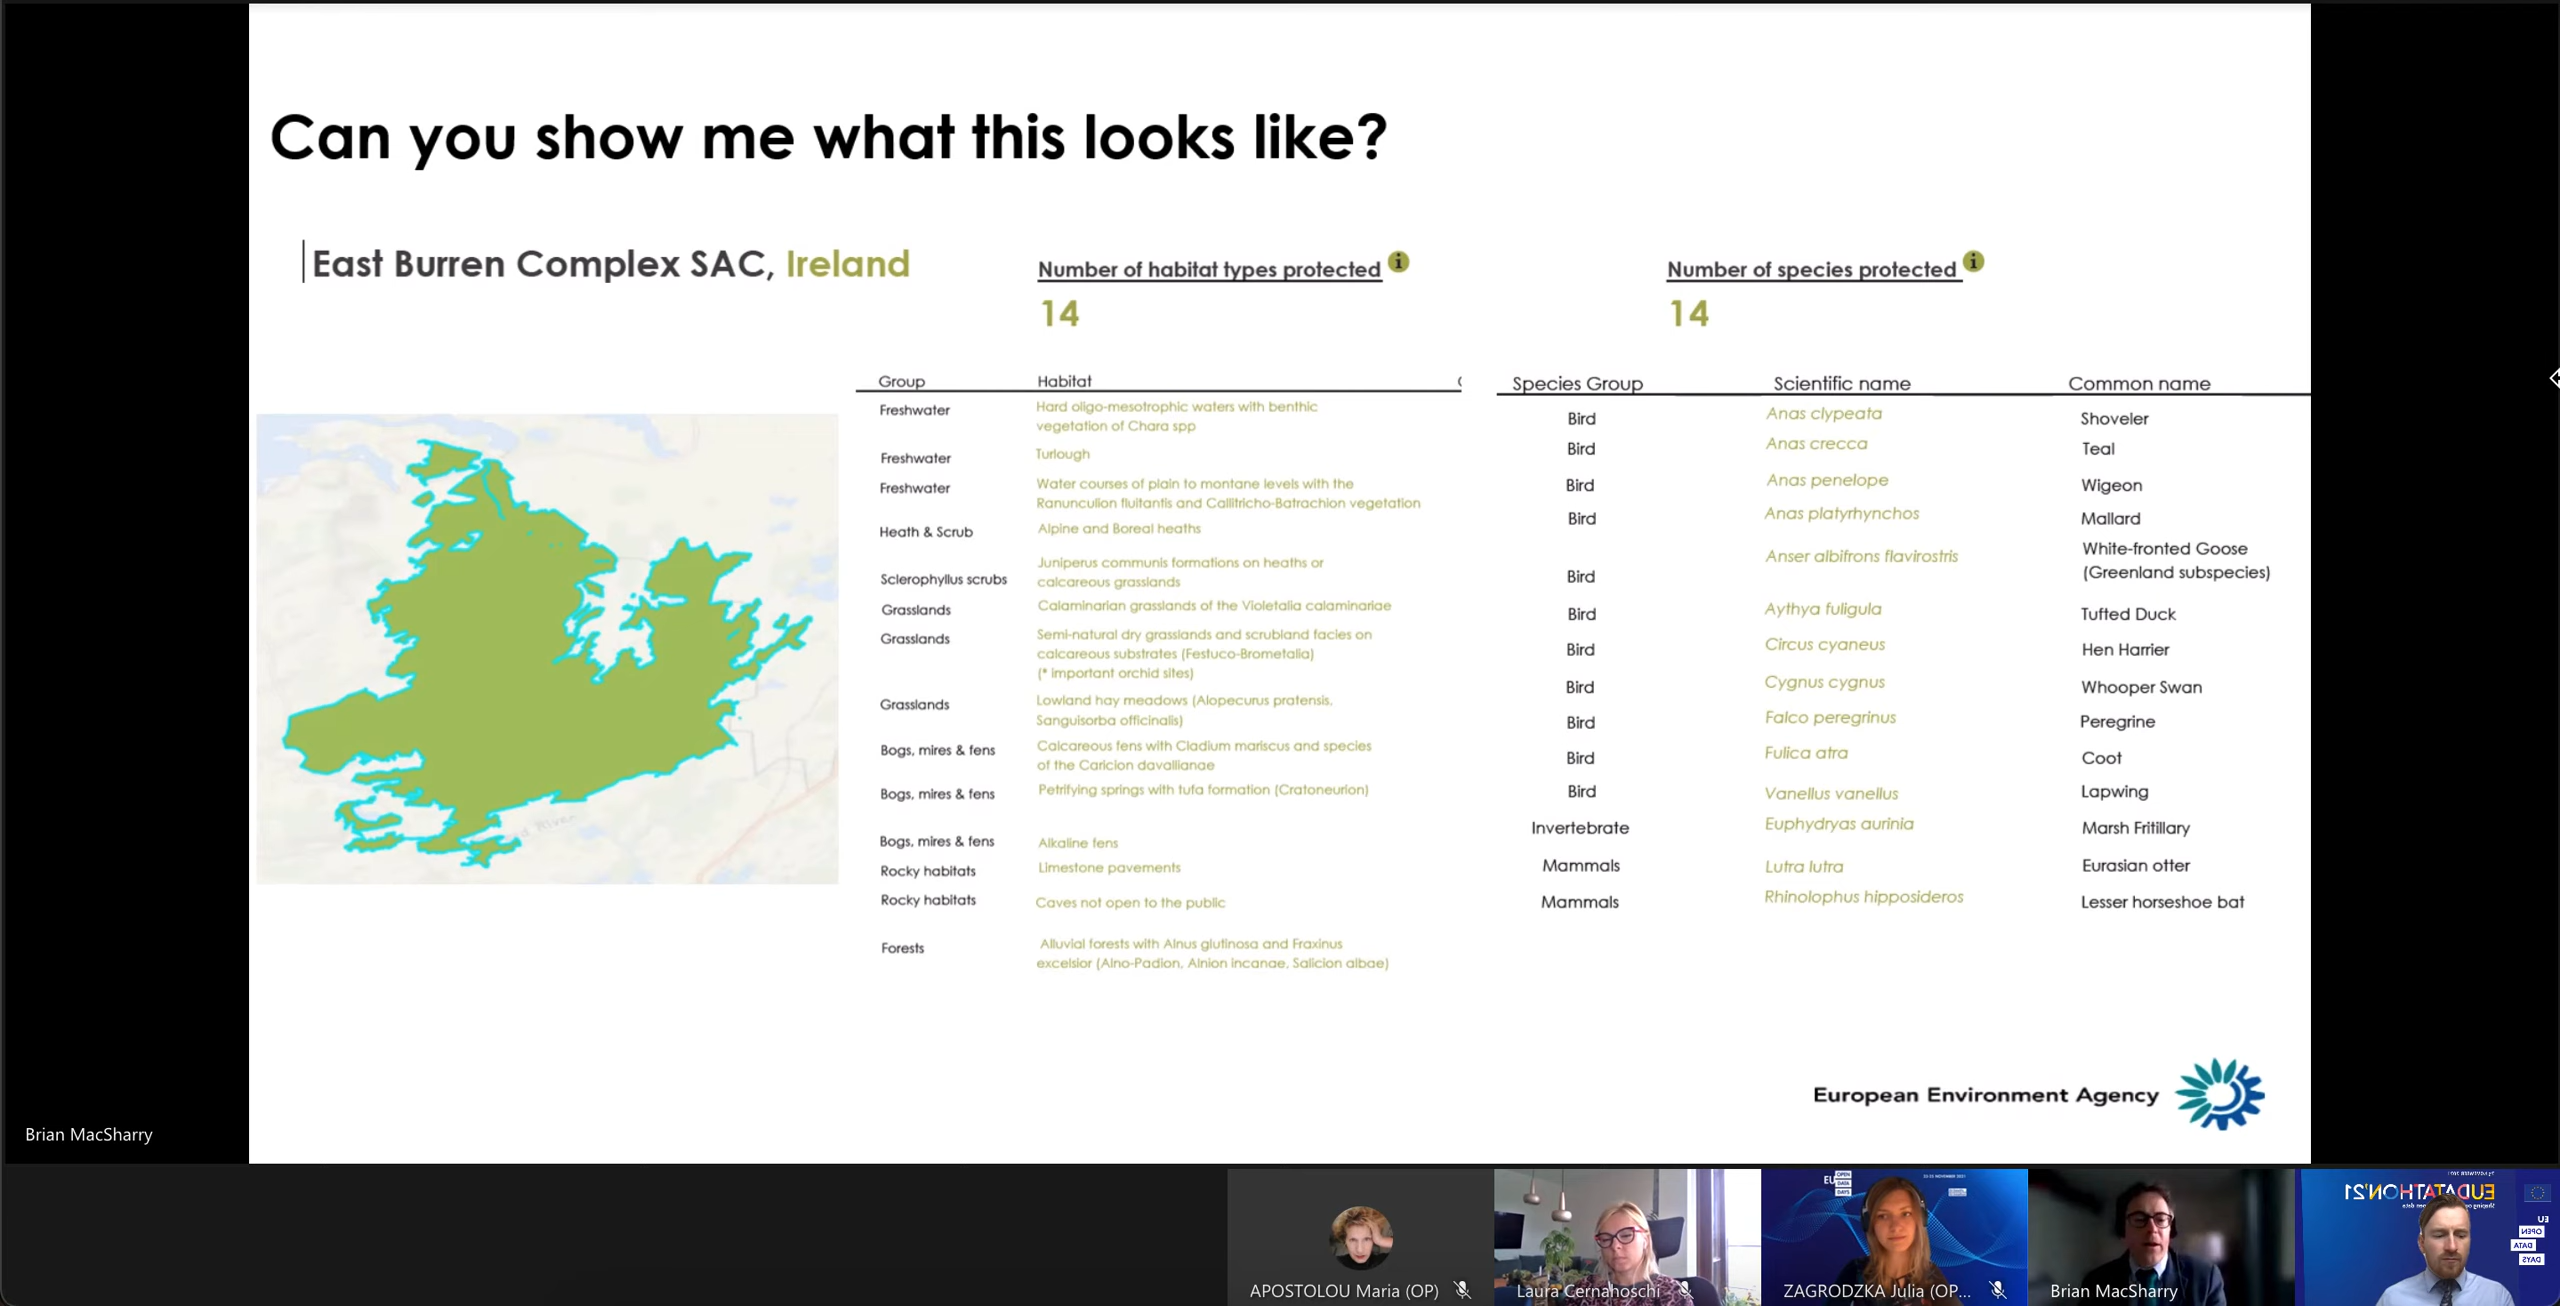 Can you show me what this looks like?
East Burren Complex SAC, Ireland
Number of habitat types protected i
14
Number of species protected i
14
Group Habitat
Freshwater Hard oligo-mesotrophic waters with benthic
vegetation of Chara spp
Freshwater Turlough
Freshwater Water courses of plain to montane levels with the
Ranunculion fluitantis and Callitricho-Batrachion vegetation
Heath & Scrub Alpine and Boreal heaths
Sclerophyllus scrubs Juniperus communis formations on heaths or
calcareous grasslands
Grasslands Calaminarian grasslands of the Violetalia calaminariae
Grasslands Semi-natural dry grasslands and scrubland facies on
calcareous substrates (Festuco-Brometalia)
(* important orchid sites)
Grasslands Lowland hay meadows (Alopecurus pratensis,
Sanguisorba officinalis)
Bogs, mires & fens Calcareous fens with Cladium mariscus and species
of the Caricion davallianae
Bogs, mires & fens Petrifying springs with tufa formation (Cratoneurion)
Bogs, mires & fens Alkaline fens
Rocky habitats Limestone pavements
Rocky habitats Caves not open to the public
Forests Alluvial forests with Alnus glutinosa and Fraxinus
excelsior (Alno-Padion, Alnion incanae, Salicion albae)
Species Group Scientific name Common name
Bird Anas clypeata Shoveler
Bird Anas crecca Teal
Bird Anas penelope Wigeon
Bird Anas platyrhynchos Mallard
Bird Anser albifrons flavirostris White-fronted Goose
(Greenland subspecies)
Bird Aythya fuligula Tufted Duck
Bird Circus cyaneus Hen Harrier
Bird Cygnus cygnus Whooper Swan
Bird Falco peregrinus Peregrine
Bird Fulica atra Coot
Bird Vanellus vanellus Lapwing
Invertebrate Euphydryas aurinia Marsh Fritillary
Mammals Lutra lutra Eurasian otter
Mammals Rhinolophus hipposideros Lesser horseshoe bat
River
European Environment Agency
Brian MacSharry
APOSTOLOU Maria (OP)
Laura Cernahoschi
EU
OPEN
DATA
DAYS
ZAGRODZKA Julia (OP...
Brian MacSharry
EUDATATHON'21
EU
OPEN
DATA
DAYS